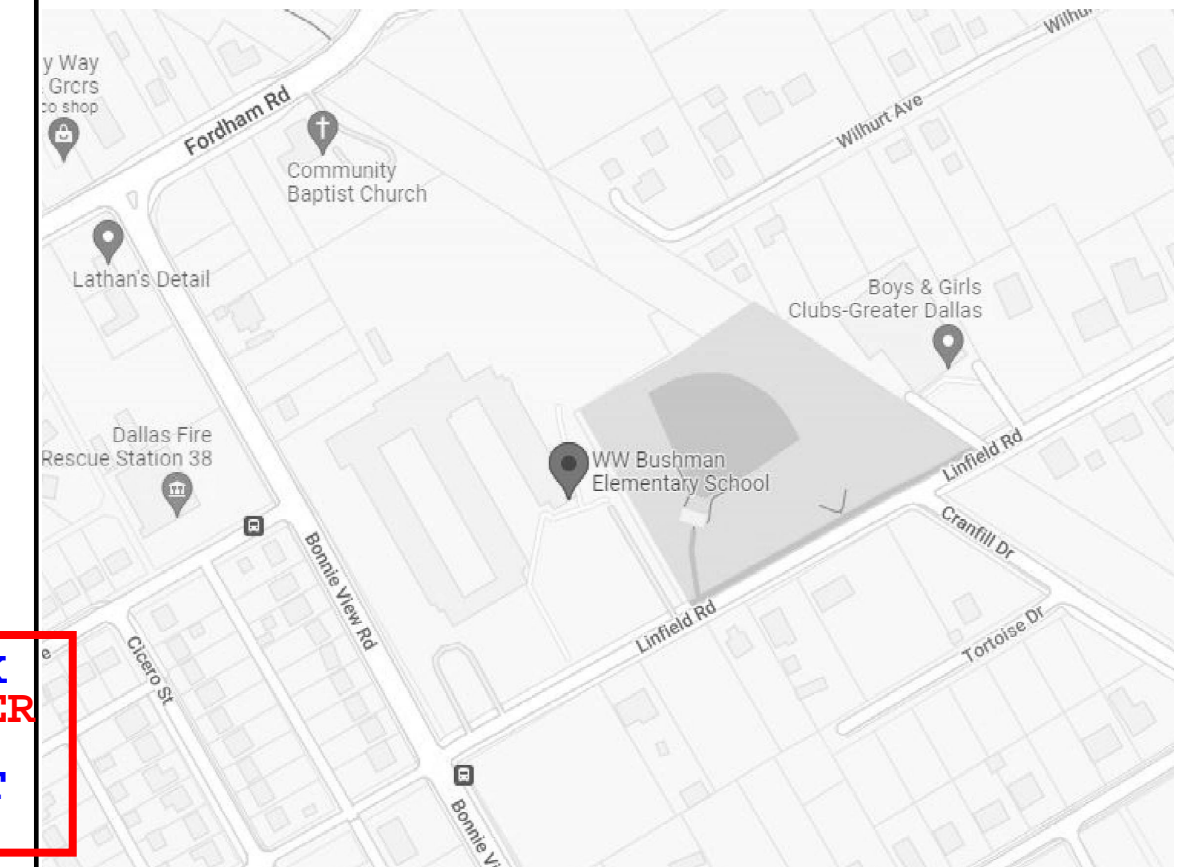 Wilhu
y Way
Grcrs
co shop
Fordham Rd
Wilhurt Ave
Community
Baptist Church
Lathan's Detail
Boys & Girls
Clubs-Greater Dallas
Dallas Fire
Rescue Station 38
Linfield Rd
WW Bushman
Elementary School
Cranfill Dr
Bonnie View Rd
Linfield Rd
Tortoise Dr
Cicero St
e
ER
T
Bonnie Vi